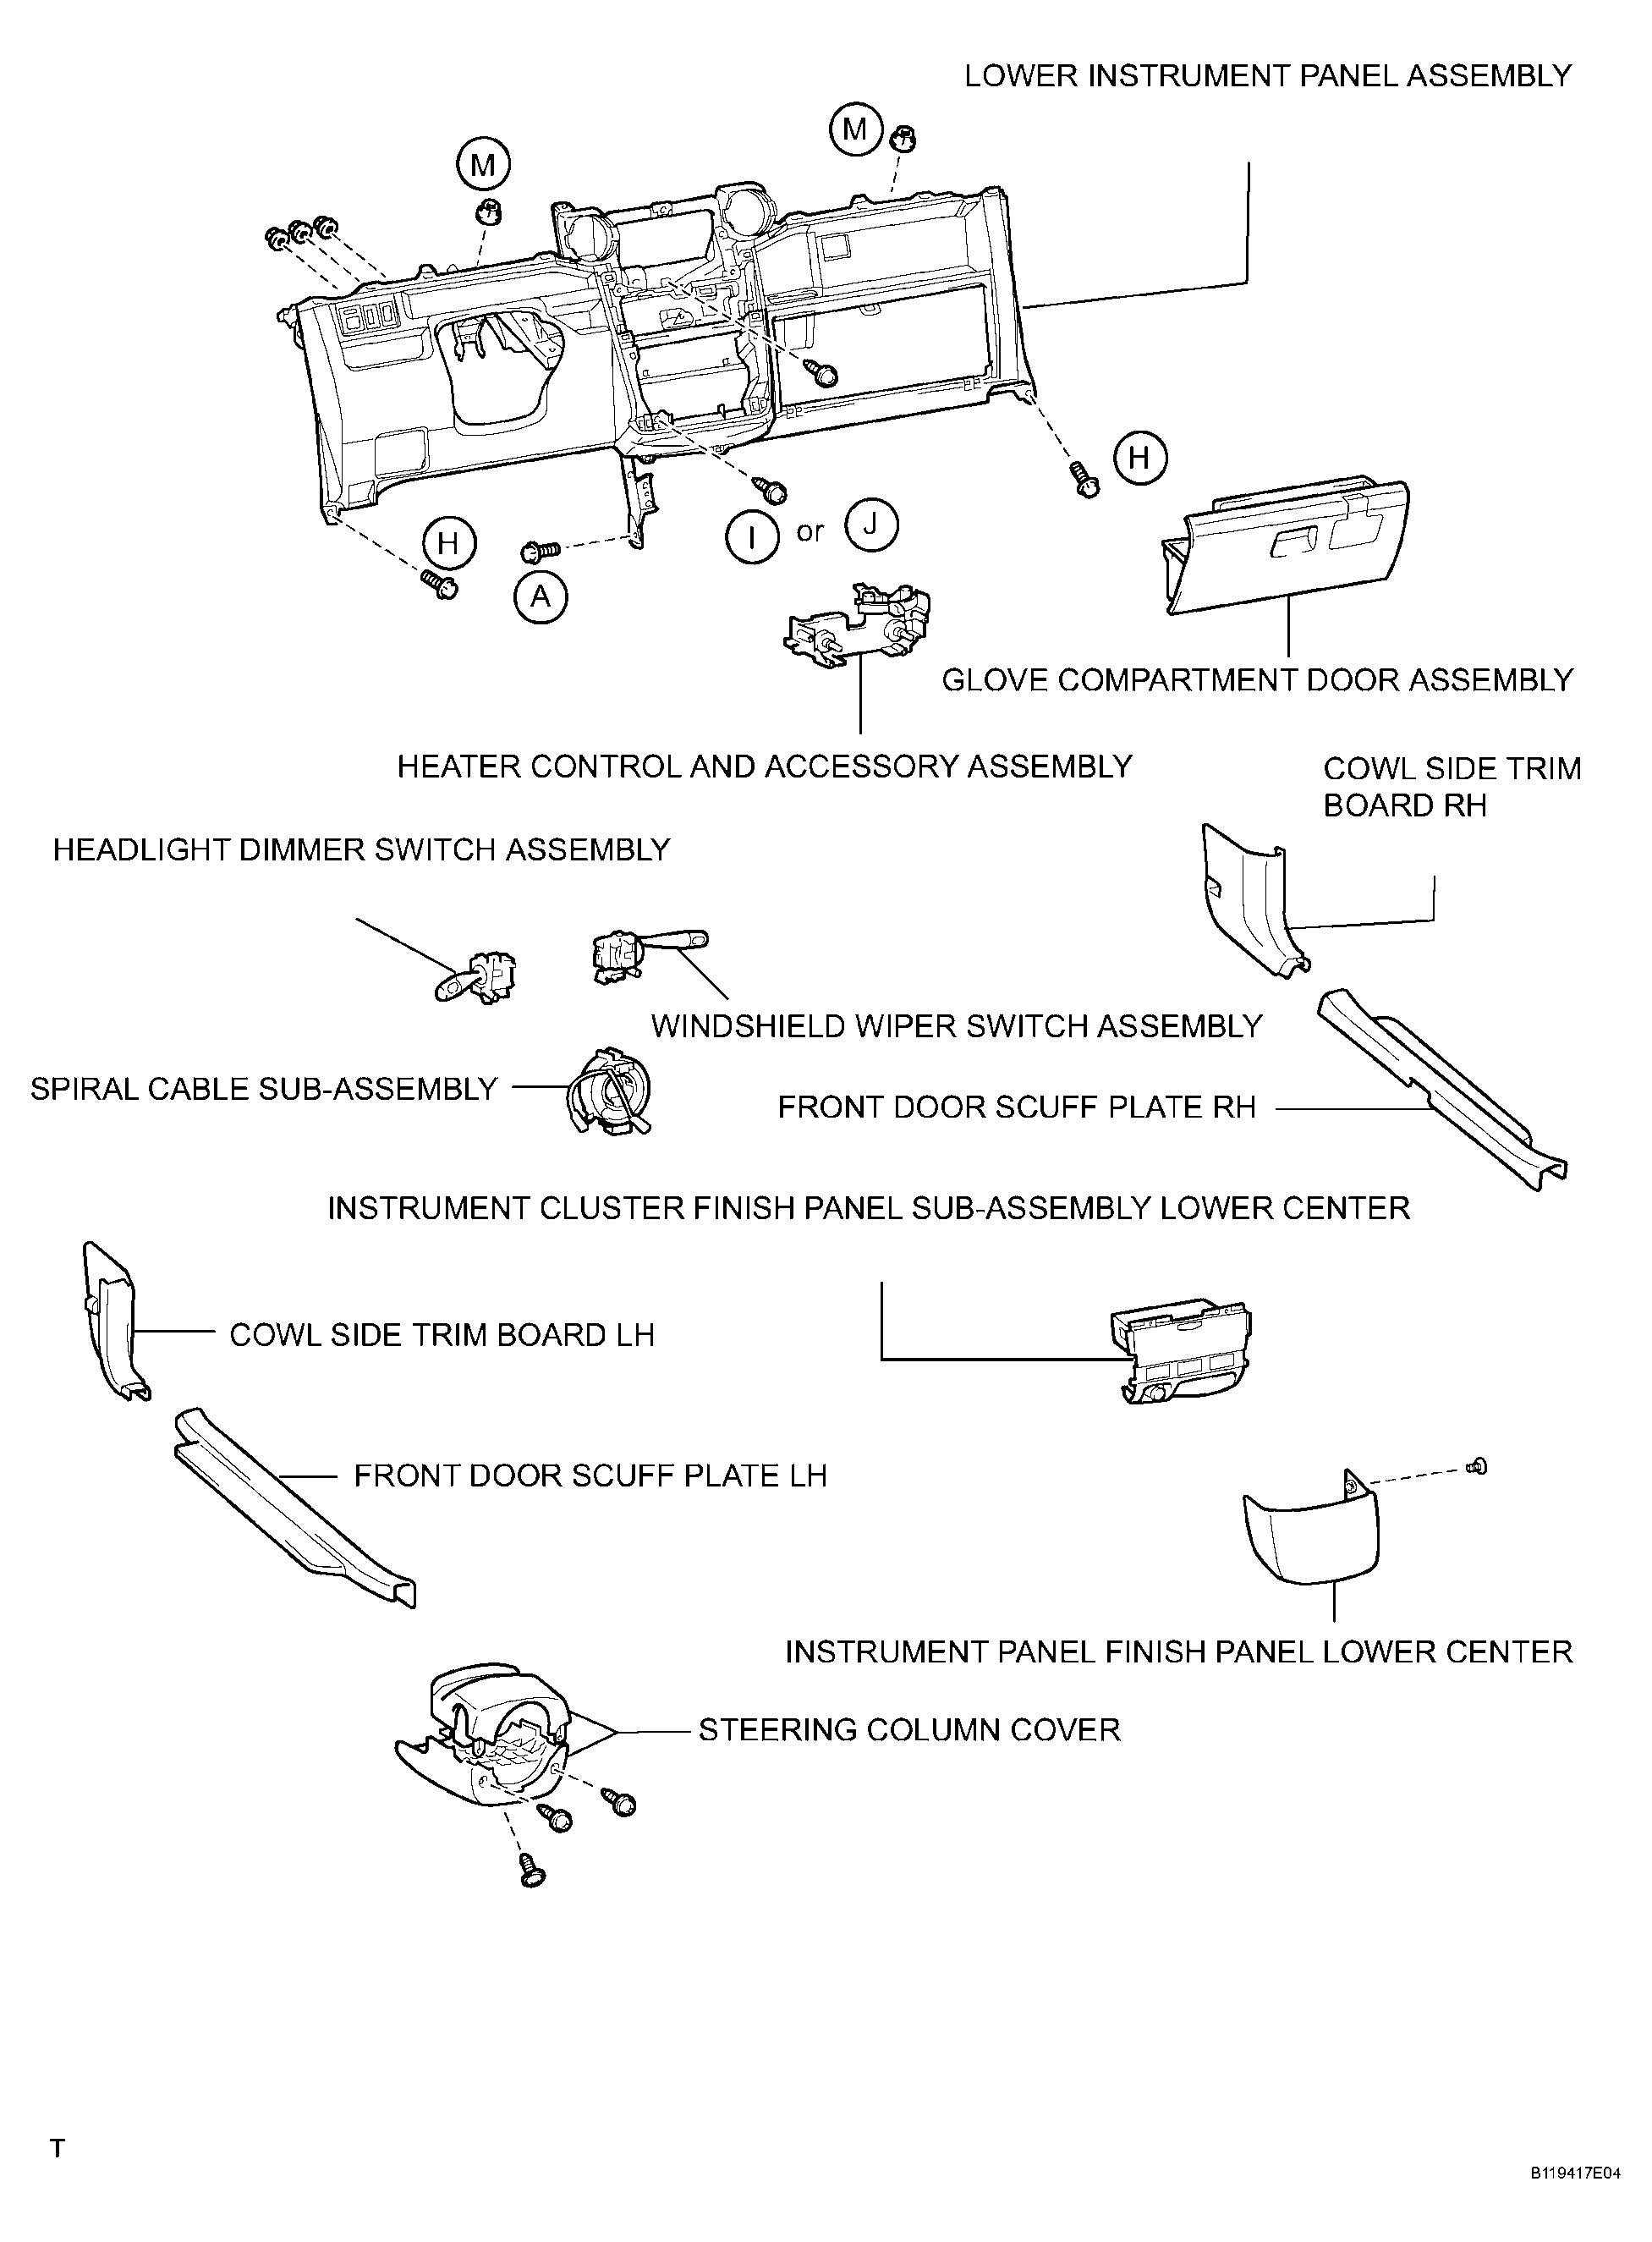 LOWER INSTRUMENT PANEL ASSEMBLY
M
M
H
H
I or J
A
GLOVE COMPARTMENT DOOR ASSEMBLY
HEATER CONTROL AND ACCESSORY ASSEMBLY
COWL SIDE TRIM
BOARD RH
HEADLIGHT DIMMER SWITCH ASSEMBLY
WINDSHIELD WIPER SWITCH ASSEMBLY
SPIRAL CABLE SUB-ASSEMBLY
FRONT DOOR SCUFF PLATE RH
INSTRUMENT CLUSTER FINISH PANEL SUB-ASSEMBLY LOWER CENTER
COWL SIDE TRIM BOARD LH
FRONT DOOR SCUFF PLATE LH
INSTRUMENT PANEL FINISH PANEL LOWER CENTER
STEERING COLUMN COVER
T
B119417E04